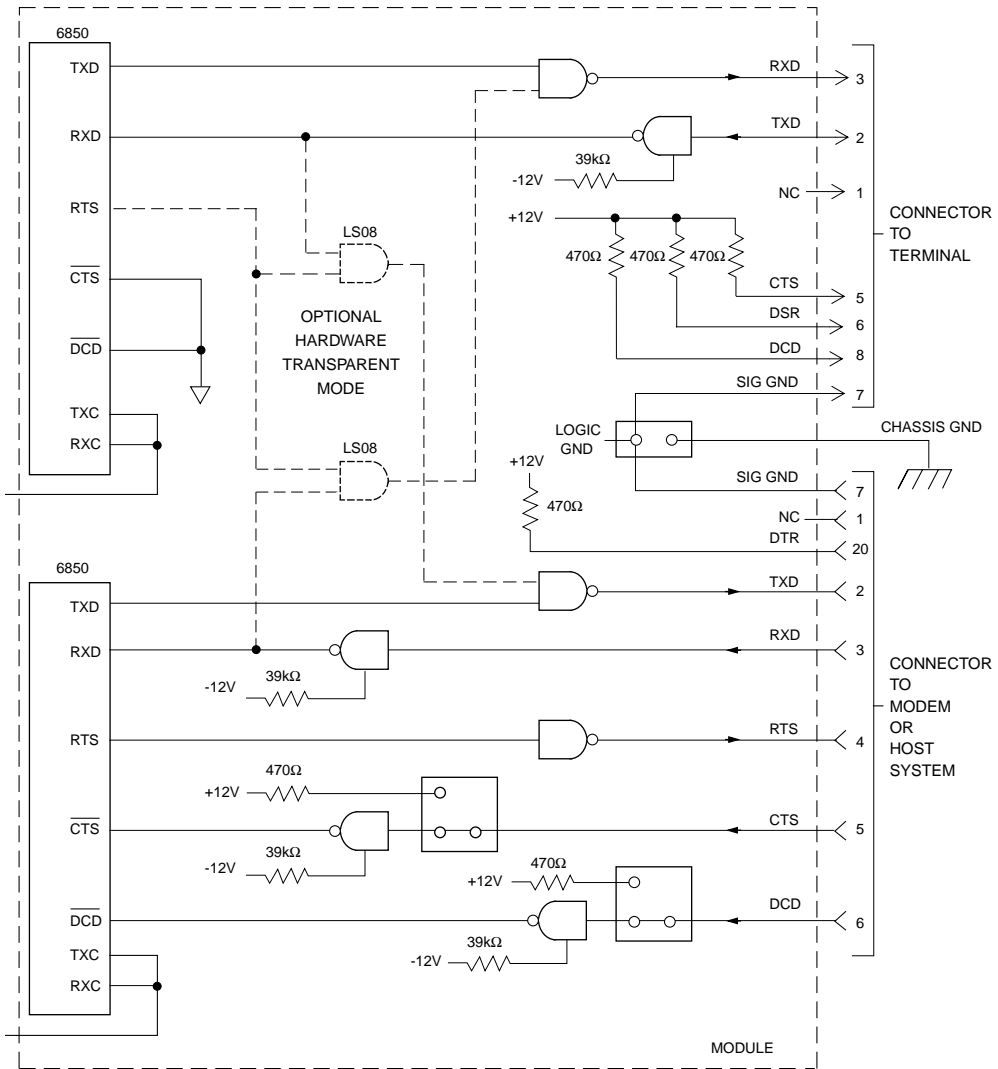 6850
TXD
RXD
3
RXD
TXD
2
39kΩ
-12V
NC
1
RTS
+12V
CONNECTOR
TO
TERMINAL
LS08
470Ω
470Ω
470Ω
CTS
CTS
5
OPTIONAL
HARDWARE
TRANSPARENT
MODE
DSR
6
DCD
DCD
8
SIG GND
7
TXC
RXC
LOGIC
GND
CHASSIS GND
LS08
+12V
SIG GND
7
470Ω
NC
1
DTR
20
6850
TXD
TXD
2
RXD
RXD
3
39kΩ
-12V
CONNECTOR
TO
MODEM
OR
HOST
SYSTEM
RTS
RTS
4
470Ω
+12V
CTS
CTS
5
39kΩ
-12V
470Ω
+12V
DCD
DCD
6
39kΩ
-12V
TXC
RXC
MODULE